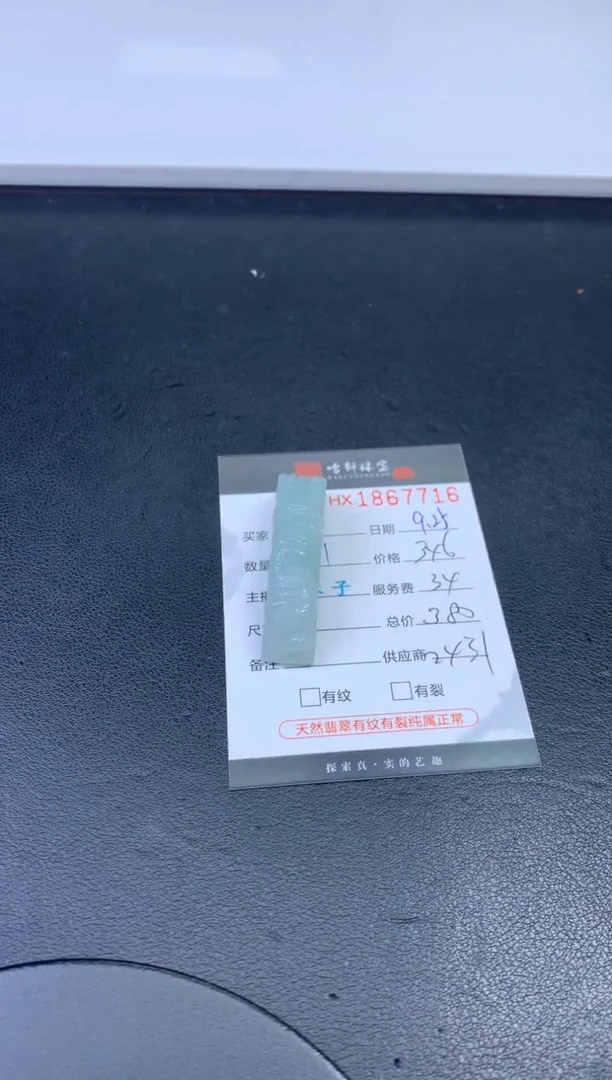 HX1867716
买家 日期 9.25
数量 1 价格 346
主播 子 服务费 34
尺 总价 380
备注 供应商 2431
有纹 有裂
天然翡翠有纹有裂纯属正常
探索真·实的艺趣